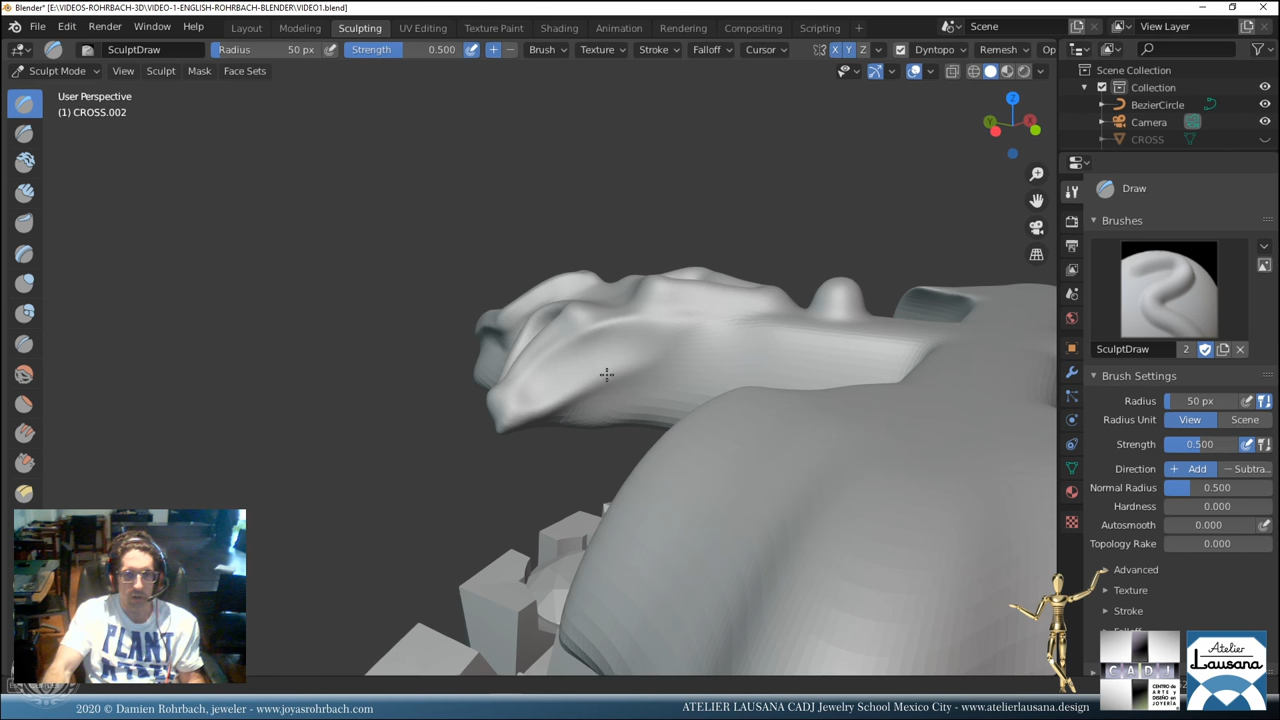 Blender* [E:\VIDEOS-ROHRBACH-3D\VIDEO-1-ENGLISH-ROHRBACH-BLENDER\VIDEO1.blend]
File Edit Render Window Help Layout Modeling Sculpting UV Editing Texture Paint Shading Animation Rendering Compositing Scripting Scene View Layer
SculptDraw Radius 50 px Strength 0.500 Brush Texture Stroke Falloff Cursor X Y Z Dyntopo Remesh Op
Sculpt Mode View Sculpt Mask Face Sets
Scene Collection
Collection
BezierCircle
Camera
CROSS
User Perspective
(1) CROSS.002
Z
Y X
Draw
Brushes
SculptDraw 2
Brush Settings
Radius 50 px
Radius Unit View Scene
Strength 0.500
Direction + Add Subtra...
Normal Radius 0.500
Hardness 0.000
Autosmooth 0.000
Topology Rake 0.000
Advanced
Texture
Stroke
PLANT
CADJ
CENTRO DE
ARTE Y
DISEÑO EN
JOYERÍA
Atelier
Lausana
2020 © Damien Rohrbach, jeweler - www.joyasrohrbach.com
ATELIER LAUSANA CADJ Jewelry School Mexico City - www.atelierlausana.design